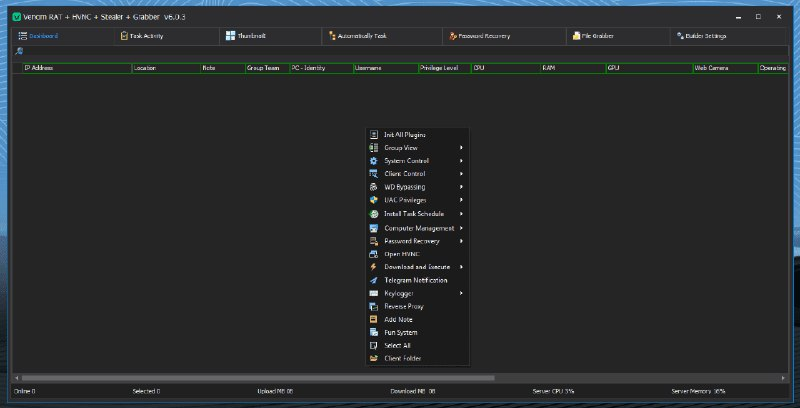 Venom RAT + HVNC + Stealer + Grabber v6.0.3
Dashboard Task Activity Thumbnail Automatically Task Password Recovery File Grabber Builder Settings
IP Address Location Note Group Team PC - Identity Username Privilege Level CPU RAM GPU Web Camera Operating
Init All Plugins
Group View
System Control
Client Control
WD Bypassing
UAC Privileges
Install Task Schedule
Computer Management
Password Recovery
Open HVNC
Download and Execute
Telegram Notification
Keylogger
Reverse Proxy
Add Note
Fun System
Select All
Client Folder
Online 0 Selected 0 Upload MB 0B Download MB 0B Server CPU 3% Server Memory